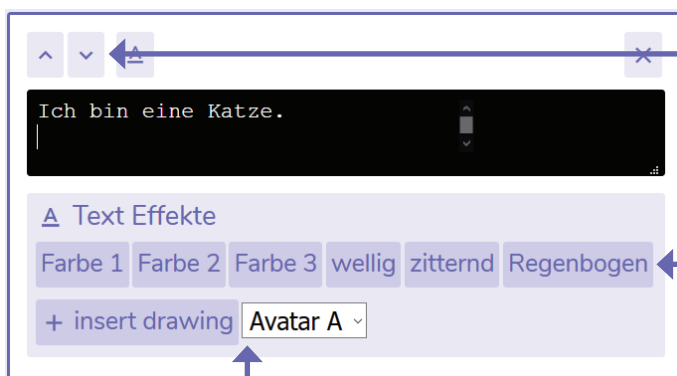 A
Ich bin eine Katze.
A Text Effekte
Farbe 1 Farbe 2 Farbe 3 wellig zitternd Regenbogen
+ insert drawing Avatar A